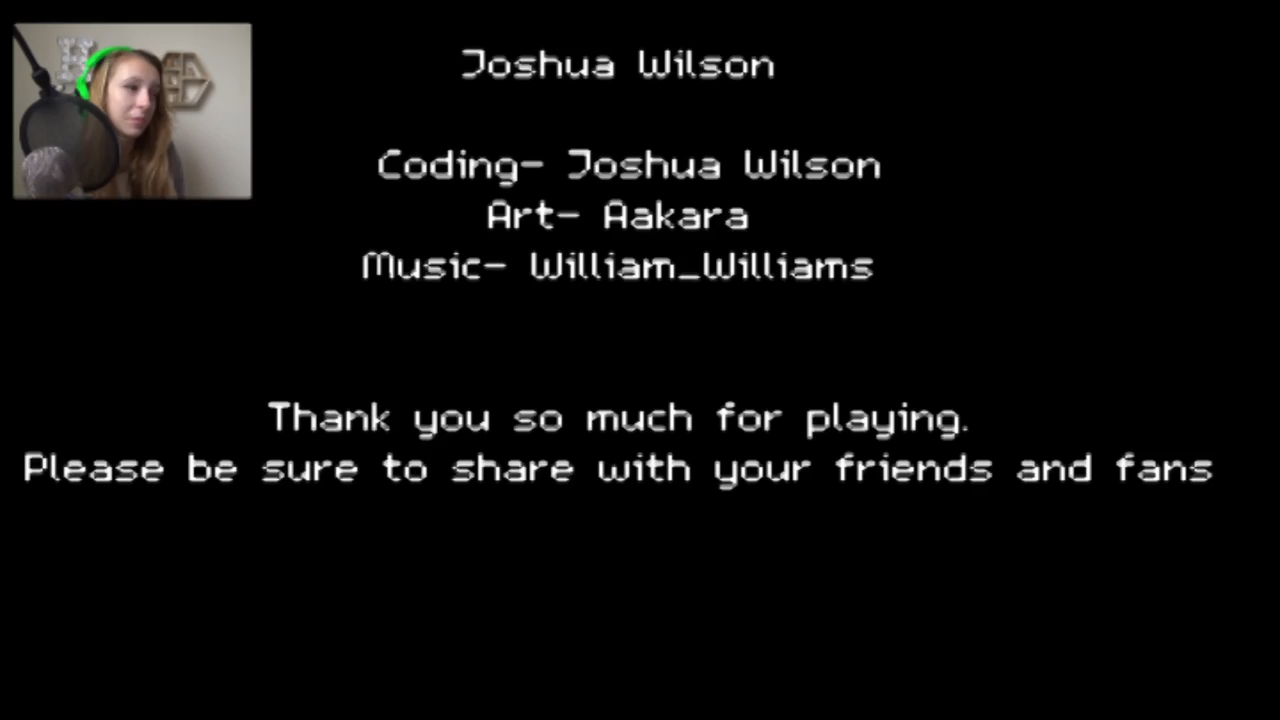 Joshua Wilson
Coding- Joshua Wilson
Art- Aakara
Music- William_Williams
Thank you so much for playing.
Please be sure to share with your friends and fans